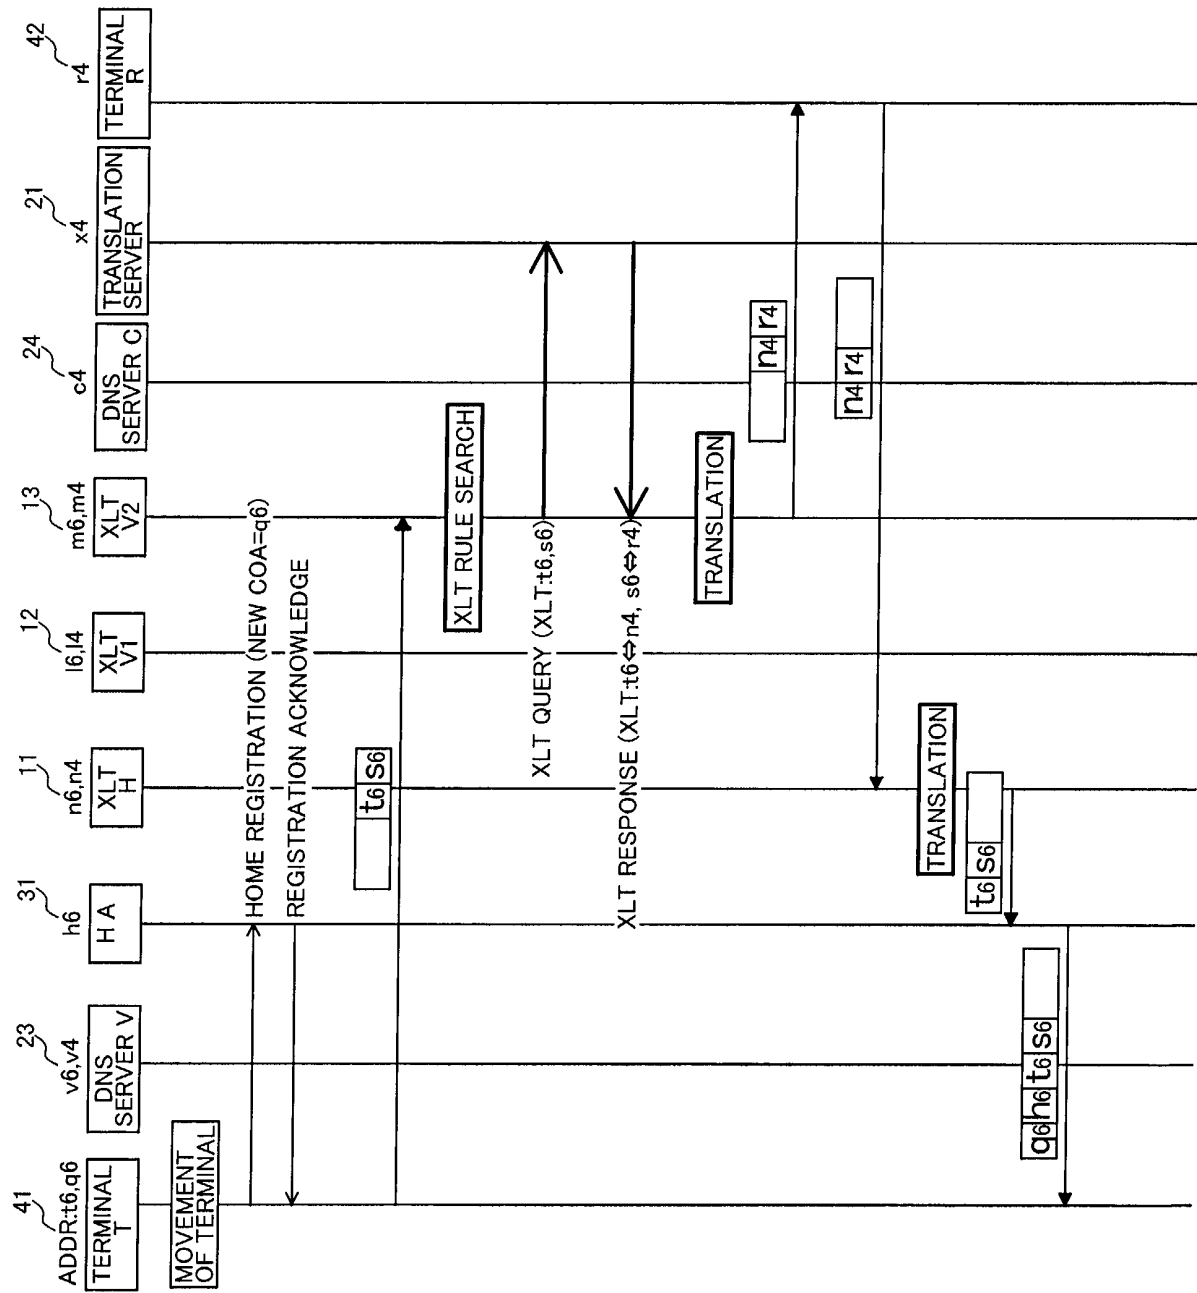 41
ADDR:t6,q6
TERMINAL
T
23
v6,v4
DNS
SERVER V
31
h6
H A
11
n6,n4
XLT
H
12
l6,l4
XLT
V1
13
m6,m4
XLT
V2
24
c4
DNS
SERVER C
21
x4
TRANSLATION
SERVER
42
r4
TERMINAL
R
MOVEMENT
OF TERMINAL
HOME REGISTRATION (NEW COA=q6)
REGISTRATION ACKNOWLEDGE
t6 s6
XLT RULE SEARCH
XLT QUERY (XLT:t6,s6)
XLT RESPONSE (XLT:t6⇔n4, s6⇔r4)
TRANSLATION
n4 r4
n4 r4
TRANSLATION
t6 s6
q6 h6 t6 s6